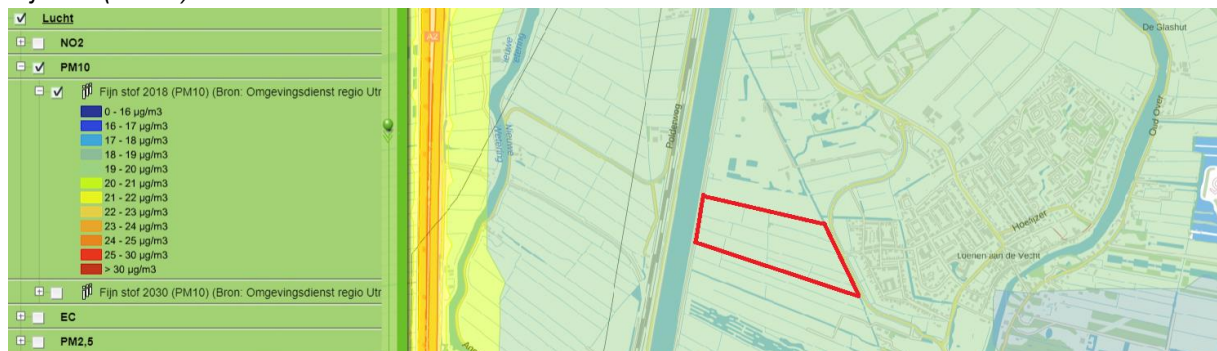 Lucht
NO2
PM10
Fijn stof 2018 (PM10) (Bron: Omgevingsdienst regio Utr
0 - 16 µg/m3
16 - 17 µg/m3
17 - 18 µg/m3
18 - 19 µg/m3
19 - 20 µg/m3
20 - 21 µg/m3
21 - 22 µg/m3
22 - 23 µg/m3
23 - 24 µg/m3
24 - 25 µg/m3
25 - 30 µg/m3
> 30 µg/m3
Fijn stof 2030 (PM10) (Bron: Omgevingsdienst regio Utr
EC
PM2,5
A2
Nieuwe
Wetering
De Glashut
Oud Over
Hoefijzer
Loenen aan de Vecht